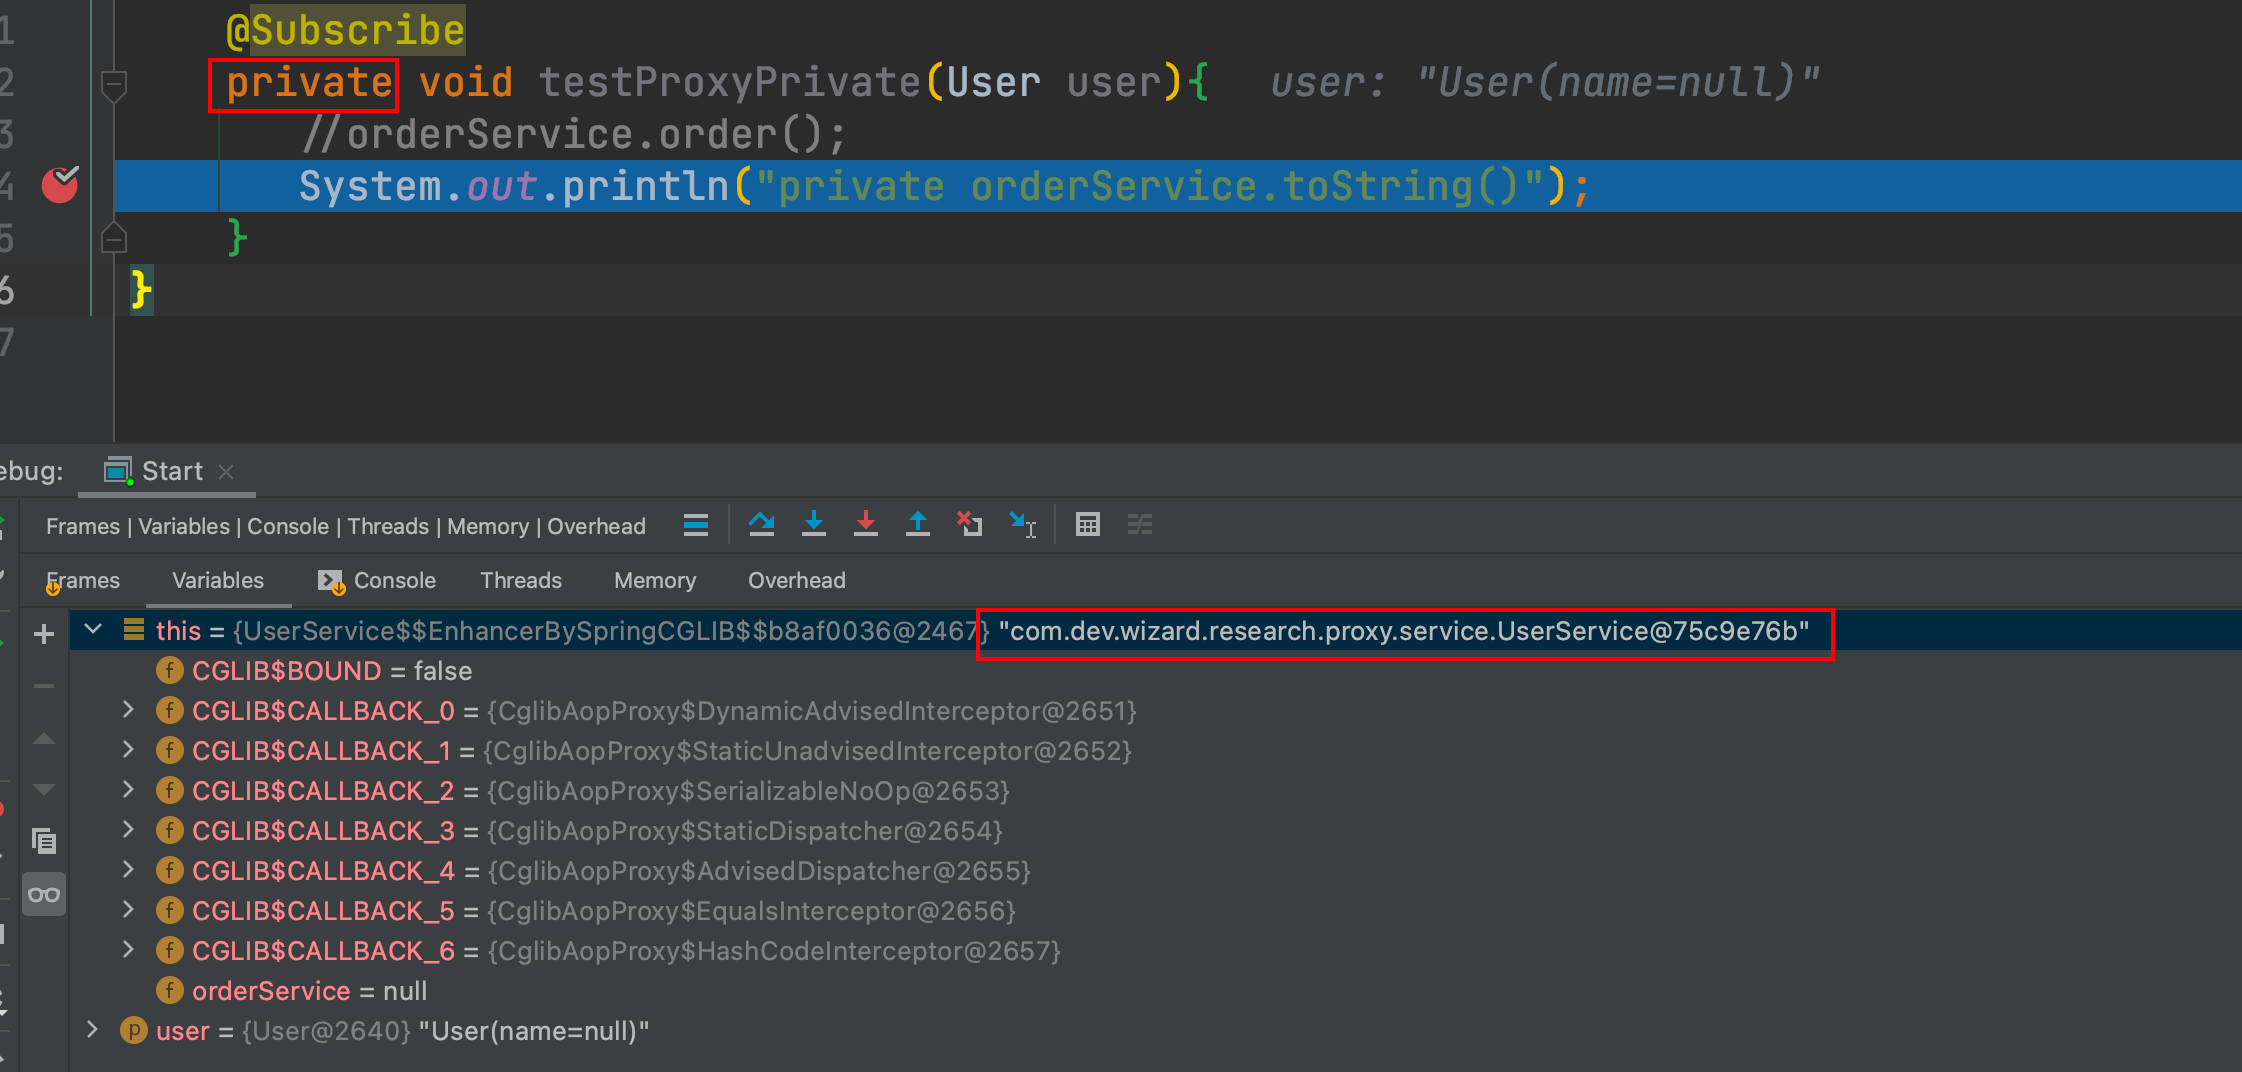 1 @Subscribe
2 private void testProxyPrivate(User user){ user: "User(name=null)"
3 //orderService.order();
4 System.out.println("private orderService.toString()");
5 }
6 }
7
ebug: Start
Frames | Variables | Console | Threads | Memory | Overhead
Frames Variables Console Threads Memory Overhead
this = {UserService$$EnhancerBySpringCGLIB$$b8af0036@2467} "com.dev.wizard.research.proxy.service.UserService@75c9e76b"
f CGLIB$BOUND = false
f CGLIB$CALLBACK_0 = {CglibAopProxy$DynamicAdvisedInterceptor@2651}
f CGLIB$CALLBACK_1 = {CglibAopProxy$StaticUnadvisedInterceptor@2652}
f CGLIB$CALLBACK_2 = {CglibAopProxy$SerializableNoOp@2653}
f CGLIB$CALLBACK_3 = {CglibAopProxy$StaticDispatcher@2654}
f CGLIB$CALLBACK_4 = {CglibAopProxy$AdvisedDispatcher@2655}
f CGLIB$CALLBACK_5 = {CglibAopProxy$EqualsInterceptor@2656}
f CGLIB$CALLBACK_6 = {CglibAopProxy$HashCodeInterceptor@2657}
f orderService = null
p user = {User@2640} "User(name=null)"